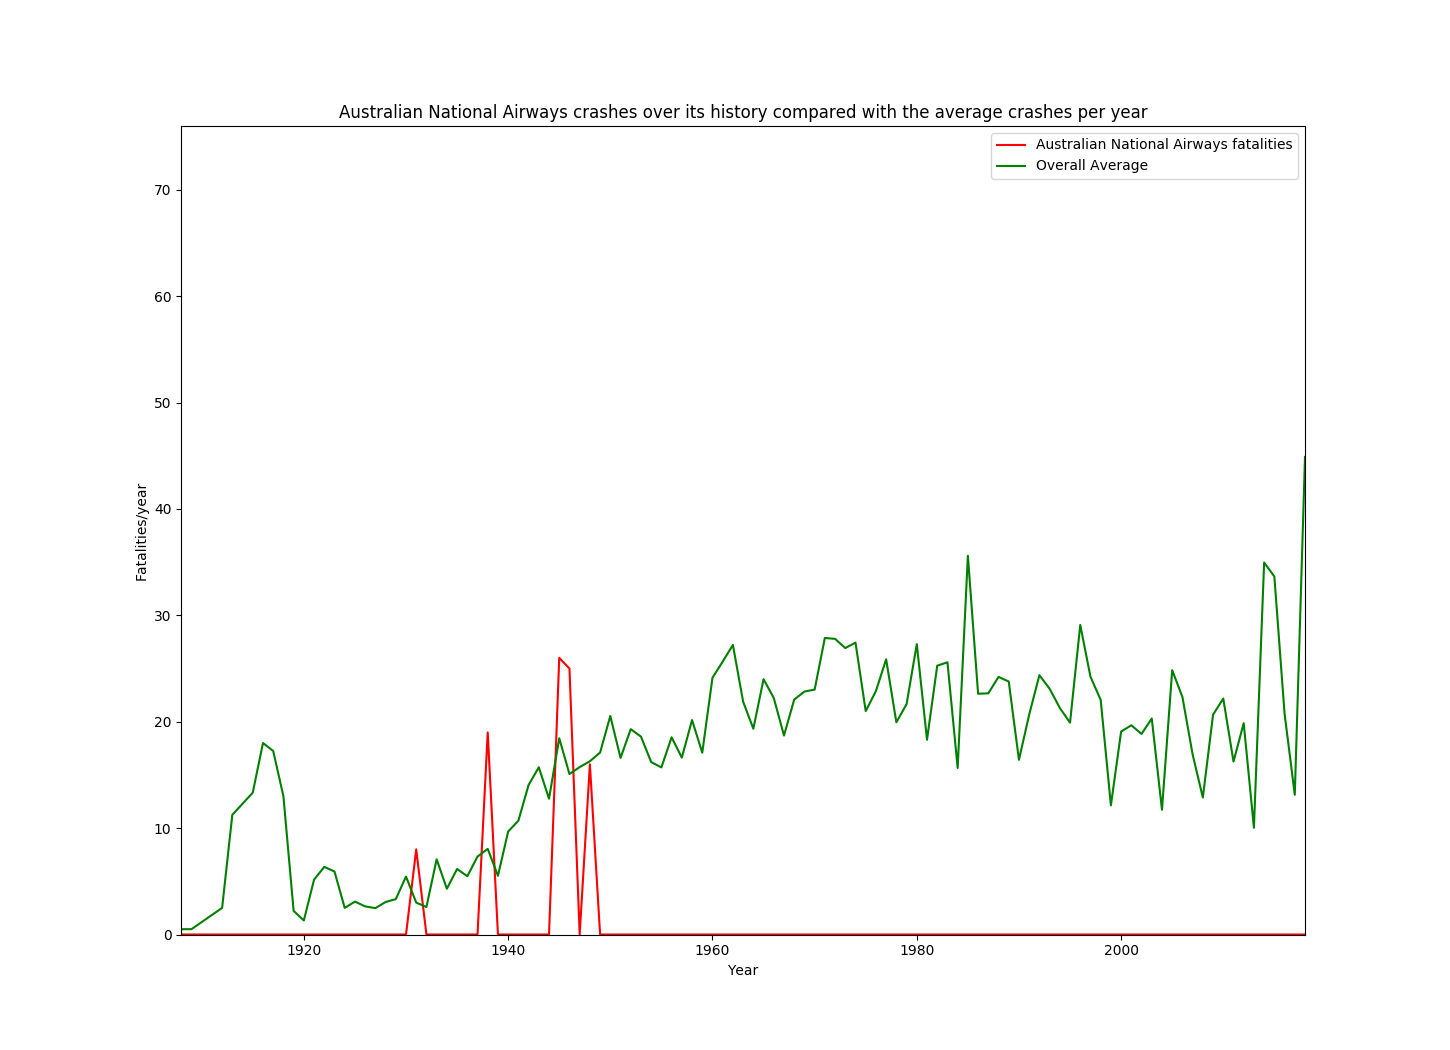 Australian National Airways crashes over its history compared with the average crashes per year
Australian National Airways fatalities
Overall Average
70
60
50
40
30
20
10
0
Fatalities/year
1920 1940 1960 1980 2000
Year